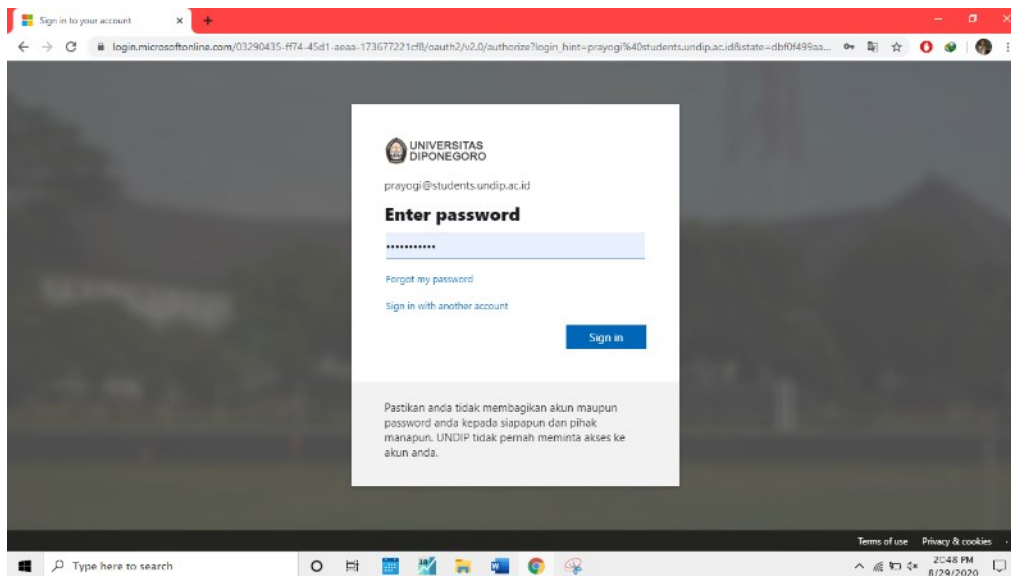 Sign in to your account
login.microsoftonline.com/03290435-ff74-45d1-aeaa-173677221cf8/oauth2/v2.0/authorize?login_hint=prayogi%40students.undip.ac.id&state=dbf0f499aa...
UNIVERSITAS
DIPONEGORO
prayogi@students.undip.ac.id
Enter password
Forgot my password
Sign in with another account
Sign in
Pastikan anda tidak membagikan akun maupun
password anda kepada siapapun dan pihak
manapun. UNDIP tidak pernah meminta akses ke
akun anda.
Terms of use Privacy & cookies
Type here to search
8/29/2020